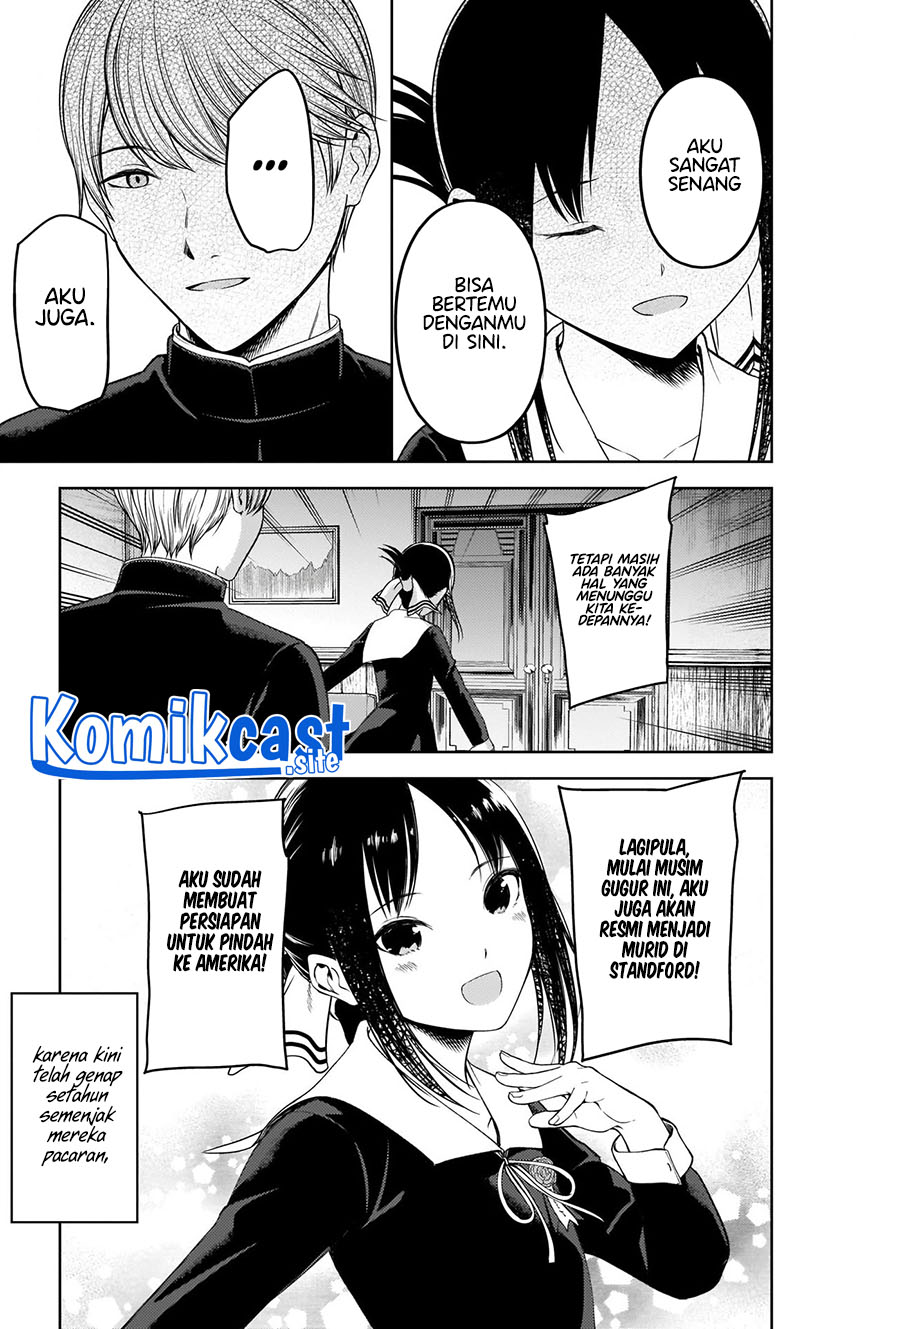 AKU
SANGAT
SENANG
BISA
BERTEMU
DENGANMU
DI SINI.
...
AKU
JUGA.
TETAPI MASIH
ADA BANYAK
HAL YANG
MENUNGGU
KITA KE-
DEPANNYA!
Komikcast
.site
LAGIPULA,
MULAI MUSIM
GUGUR INI, AKU
JUGA AKAN
RESMI MENJADI
MURID DI
STANDFORD!
AKU SUDAH
MEMBUAT
PERSIAPAN
UNTUK PINDAH
KE AMERIKA!
karena kini
telah genap
setahun
semenjak
mereka
pacaran,